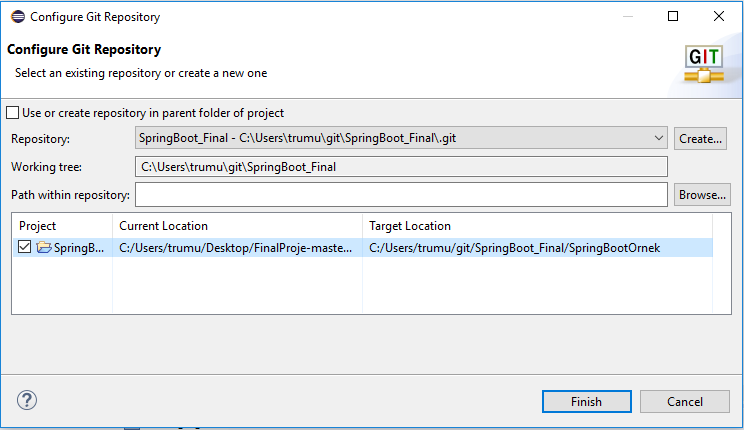 Configure Git Repository
Configure Git Repository
Select an existing repository or create a new one
GIT
Use or create repository in parent folder of project
Repository: SpringBoot_Final - C:\Users\trumu\git\SpringBoot_Final\.git Create...
Working tree: C:\Users\trumu\git\SpringBoot_Final
Path within repository: Browse...
Project Current Location Target Location
SpringB... C:/Users/trumu/Desktop/FinalProje-maste... C:/Users/trumu/git/SpringBoot_Final/SpringBootOrnek
? Finish Cancel